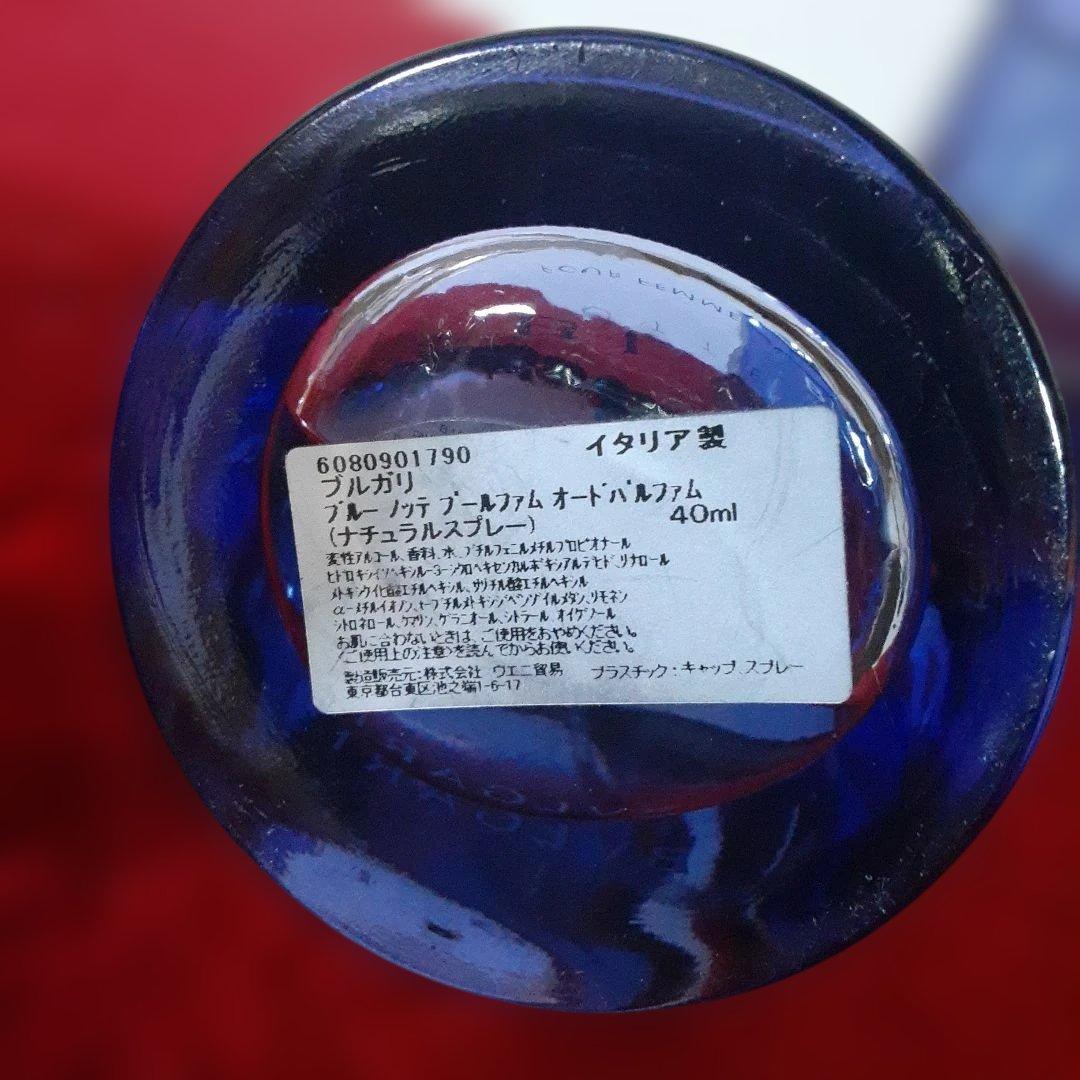 POUR FEMME
6080901790 イタリア製
ブルガリ
ブルー ノッテ プールファム オードパルファム
(ナチュラルスプレー) 40ml
変性アルコール、香料、水、ブチルフェニルメチルプロピオナール
ヒドロキシイソヘキシル-3-シクロヘキセンカルボキシアルデヒド、リナロール
メトキシケイヒ酸エチルヘキシル、サリチル酸エチルヘキシル
α-メチルイオノン、t-ブチルメトキシジベンゾイルメタン、リモネン
シトロネロール、クマリン、ゲラニオール、シトラール、オイゲノール
お肌に合わないときは、ご使用をおやめください。
ご使用上の注意を読んでからお使いください。
製造販売元:株式会社 ウエニ貿易 プラスチック:キャップ、スプレー
東京都台東区池之端1-6-17